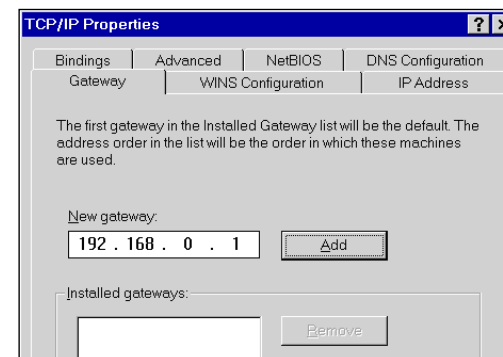 TCP/IP Properties
Bindings Advanced NetBIOS DNS Configuration
Gateway WINS Configuration IP Address
The first gateway in the Installed Gateway list will be the default. The
address order in the list will be the order in which these machines
are used.
New gateway:
192 . 168 . 0 . 1 Add
Installed gateways:
Remove